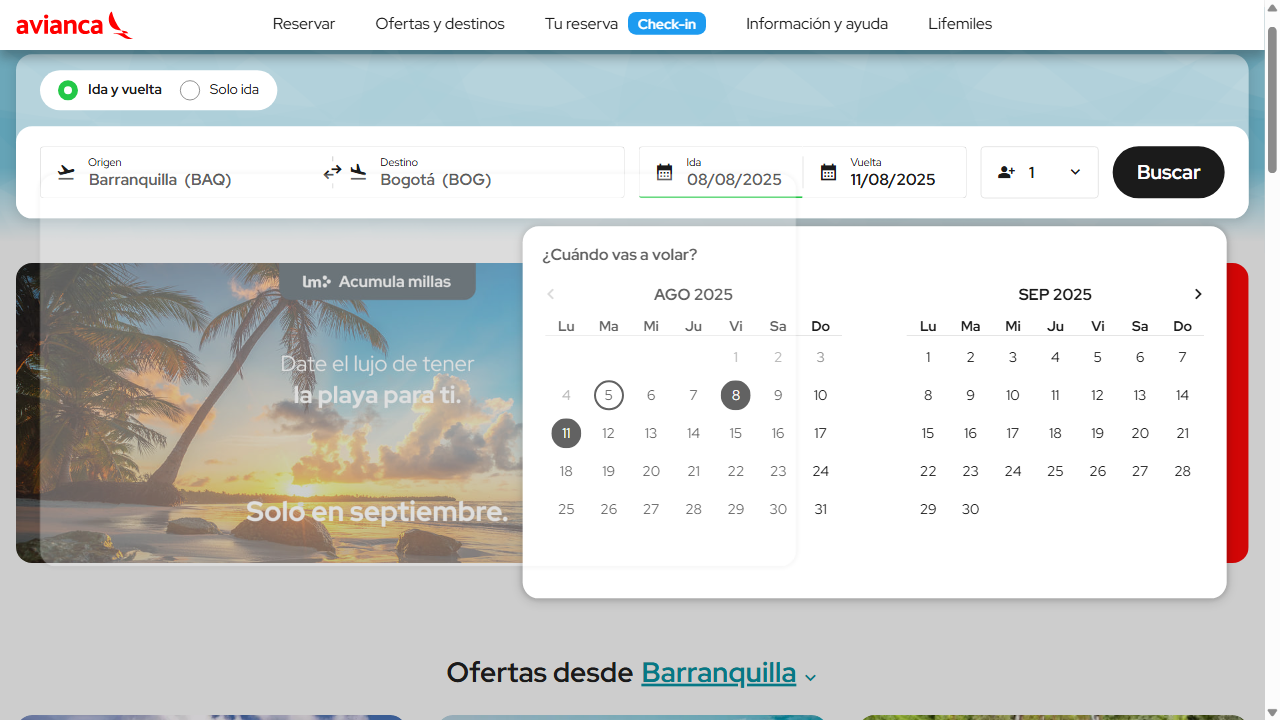 avianca
Reservar
Ofertas y destinos
Tu reserva
Check-in
Información y ayuda
Lifemiles
Ida y vuelta
Solo ida
Origen
Barranquilla (BAQ)
Destino
Bogotá (BOG)
Ida
08/08/2025
Vuelta
11/08/2025
1
Buscar
¿Cuándo vas a volar?
AGO 2025
Lu Ma Mi Ju Vi Sa Do
1 2 3
4 5 6 7 8 9 10
11 12 13 14 15 16 17
18 19 20 21 22 23 24
25 26 27 28 29 30 31
SEP 2025
Lu Ma Mi Ju Vi Sa Do
1 2 3 4 5 6 7
8 9 10 11 12 13 14
15 16 17 18 19 20 21
22 23 24 25 26 27 28
29 30
lm Acumula millas
Date el lujo de tener
la playa para ti.
Solo en septiembre.
Ofertas desde Barranquilla